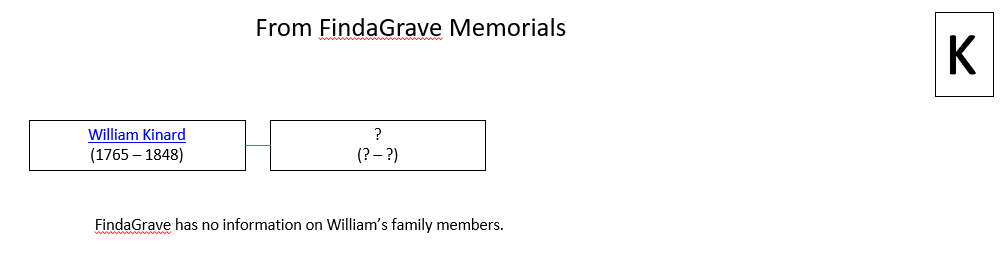 From FindaGrave Memorials
K
William Kinard
(1765 – 1848)
?
(? – ?)
FindaGrave has no information on William’s family members.